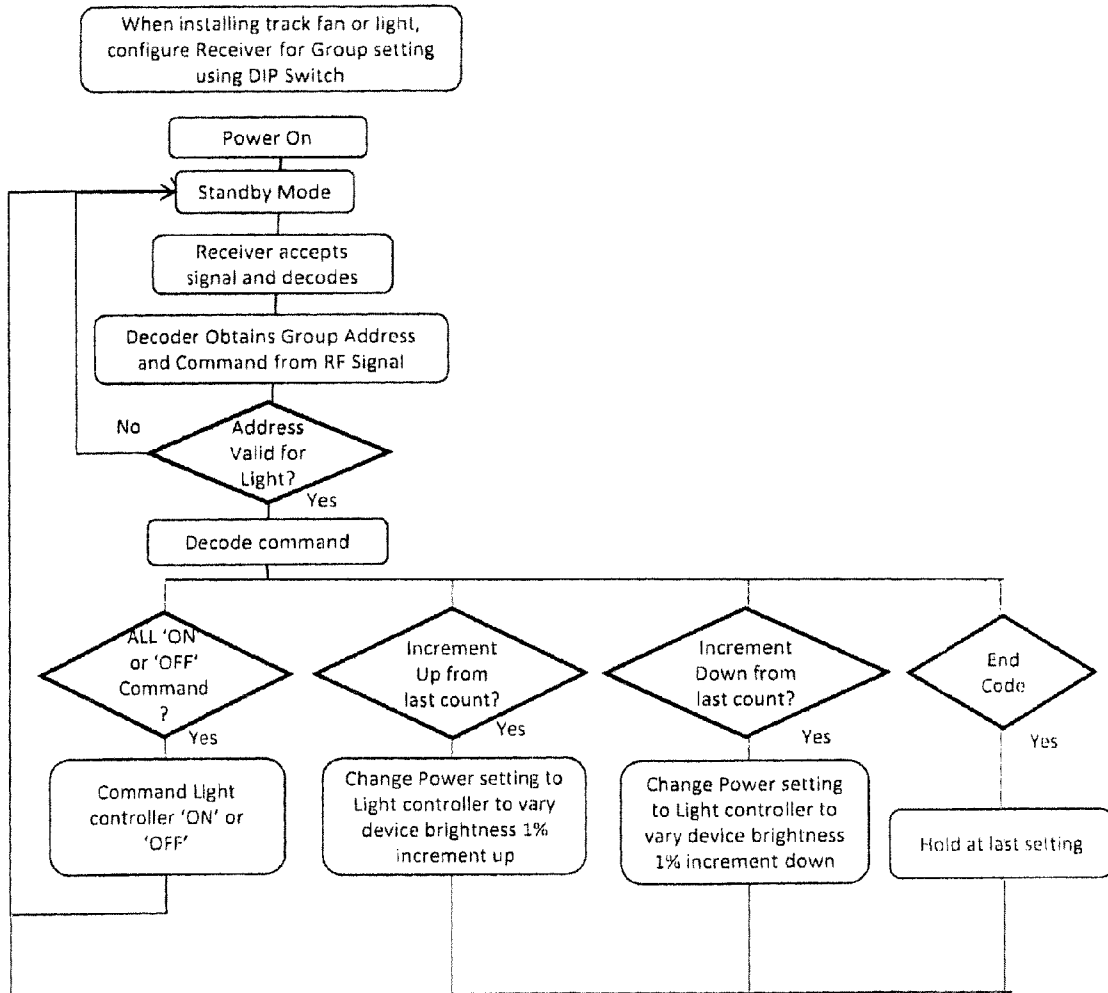 When installing track fan or light,
configure Receiver for Group setting
using DIP Switch
Power On
Standby Mode
Receiver accepts
signal and decodes
Decoder Obtains Group Address
and Command from RF Signal
No
Address
Valid for
Light?
Yes
Decode command
ALL 'ON'
or 'OFF'
Command
?
Yes
Increment
Up from
last count?
Yes
Increment
Down from
last count?
Yes
End
Code
Yes
Command Light
controller 'ON' or
'OFF'
Change Power setting to
Light controller to vary
device brightness 1%
increment up
Change Power setting
to Light controller to
vary device brightness
1% increment down
Hold at last setting